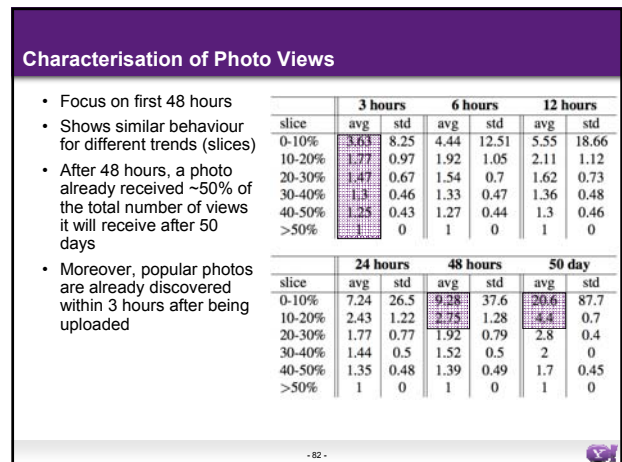 Characterisation of Photo Views
• Focus on first 48 hours
• Shows similar behaviour
for different trends (slices)
• After 48 hours, a photo
already received ~50% of
the total number of views
it will receive after 50
days
• Moreover, popular photos
are already discovered
within 3 hours after being
uploaded
3 hours 6 hours 12 hours
slice avg std avg std avg std
0-10% 3.63 8.25 4.44 12.51 5.55 18.66
10-20% 1.77 0.97 1.92 1.05 2.11 1.12
20-30% 1.47 0.67 1.54 0.7 1.62 0.73
30-40% 1.3 0.46 1.33 0.47 1.36 0.48
40-50% 1.25 0.43 1.27 0.44 1.3 0.46
>50% 1 0 1 0 1 0
24 hours 48 hours 50 day
slice avg std avg std avg std
0-10% 7.24 26.5 9.28 37.6 20.6 87.7
10-20% 2.43 1.22 2.75 1.28 4.4 0.7
20-30% 1.77 0.77 1.92 0.79 2.8 0.4
30-40% 1.44 0.5 1.52 0.5 2 0
40-50% 1.35 0.48 1.39 0.49 1.7 0.45
>50% 1 0 1 0 1 0
- 82 -
Y!